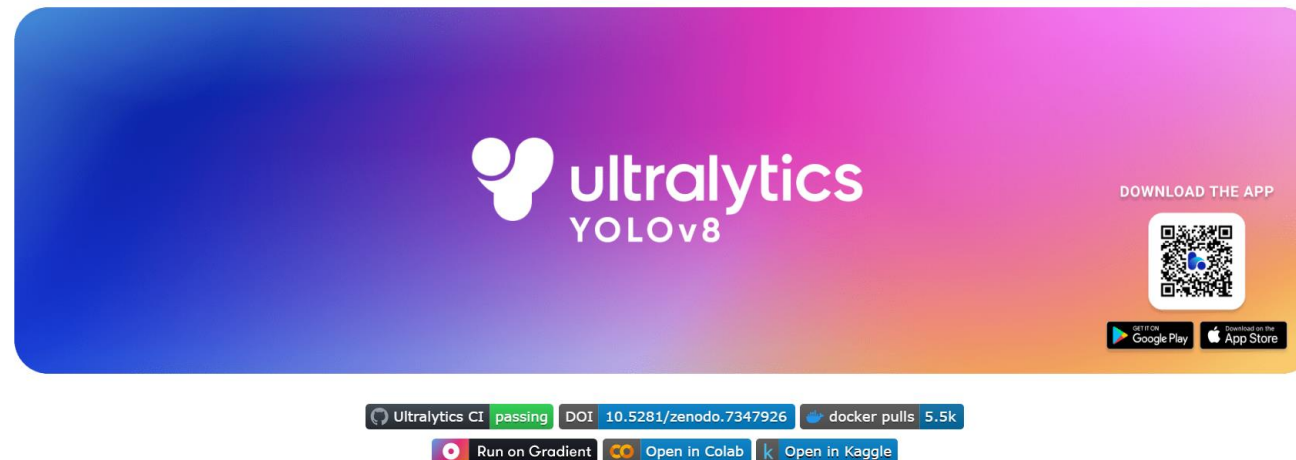 ultralytics
YOLOv8
DOWNLOAD THE APP
GET IT ON
Google Play
Download on the
App Store
Ultralytics CI passing DOI 10.5281/zenodo.7347926 docker pulls 5.5k
Run on Gradient CO Open in Colab k Open in Kaggle